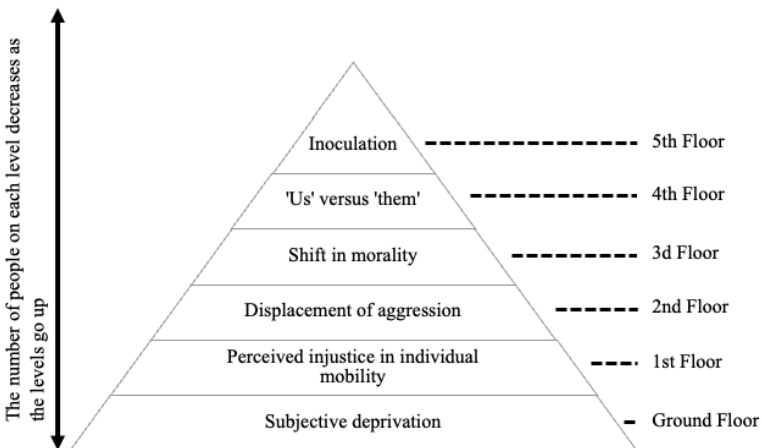 The number of people on each level decreases as
the levels go up
Inoculation
5th Floor
'Us' versus 'them'
4th Floor
Shift in morality
3d Floor
Displacement of aggression
2nd Floor
Perceived injustice in individual
mobility
1st Floor
Subjective deprivation
Ground Floor